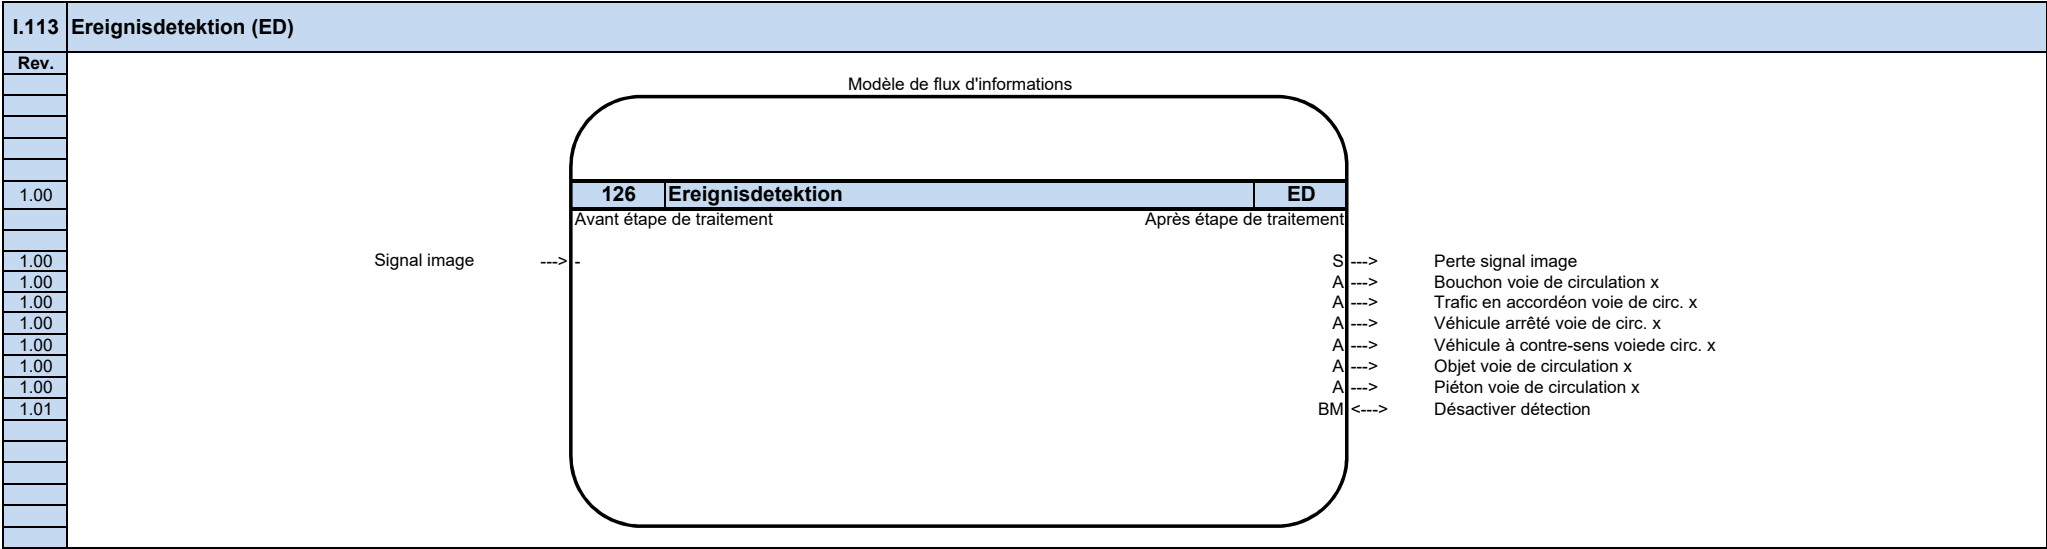 I.113 Ereignisdetektion (ED)
Rev.
Modèle de flux d'informations
1.00 126 Ereignisdetektion ED
Avant étape de traitement Après étape de traitement
1.00 Signal image ---> - S ---> Perte signal image
1.00 A ---> Bouchon voie de circulation x
1.00 A ---> Trafic en accordéon voie de circ. x
1.00 A ---> Véhicule arrêté voie de circ. x
1.00 A ---> Véhicule à contre-sens voiede circ. x
1.00 A ---> Objet voie de circulation x
1.00 A ---> Piéton voie de circulation x
1.01 BM <---> Désactiver détection